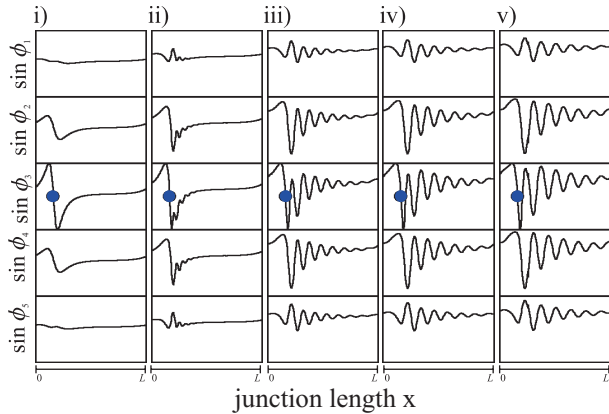 i) ii) iii) iv) v)
sin ϕ₁
sin ϕ₂
sin ϕ₃
sin ϕ₄
sin ϕ₅
0 L 0 L 0 L 0 L 0 L
junction length x